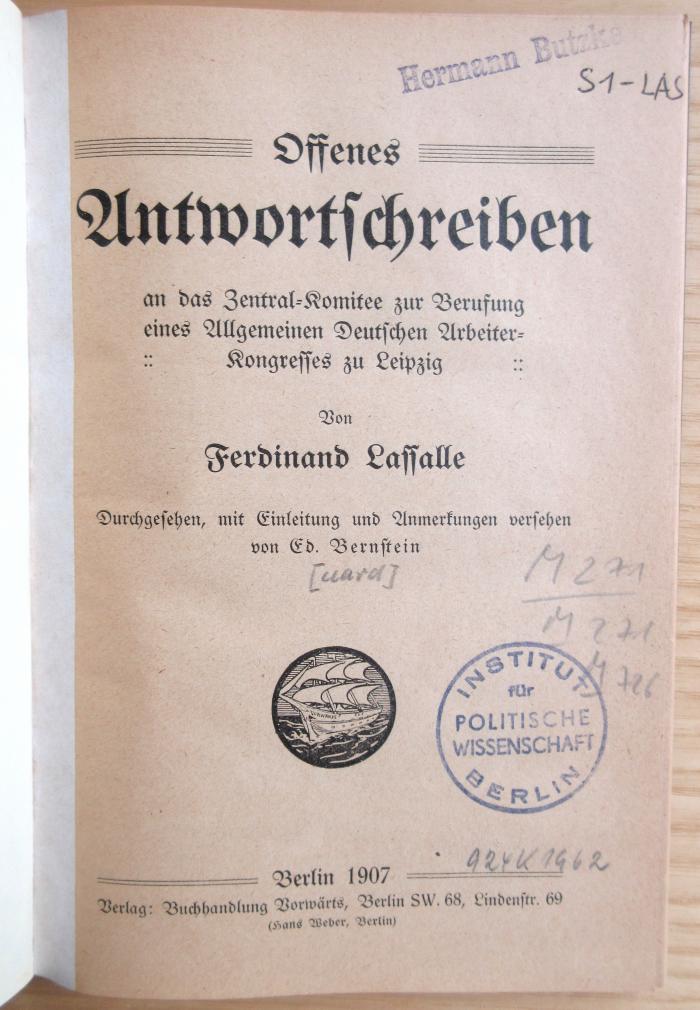 Hermann Butzke
S1-LAS
Offenes
Antwortſchreiben
an das Zentral-Komitee zur Berufung
eines Allgemeinen Deutſchen Arbeiter-
:: Kongreſſes zu Leipzig ::
Von
Ferdinand Laſſalle
Durchgeſehen, mit Einleitung und Anmerkungen verſehen
von Ed. Bernſtein
[uard]
M 271
M 271
M 726
INSTITUT
für
POLITISCHE
WISSENSCHAFT
BERLIN
924K1962
Berlin 1907
Verlag: Buchhandlung Vorwärts, Berlin SW. 68, Lindenſtr. 69
(Hans Weber, Berlin)